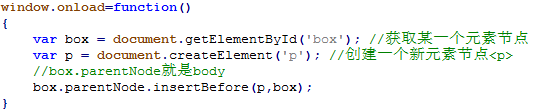 window.onload=function()
{
var box = document.getElementById('box'); //获取某一个元素节点
var p = document.createElement('p'); //创建一个新元素节点<p>
//box.parentNode就是body
box.parentNode.insertBefore(p,box);
}